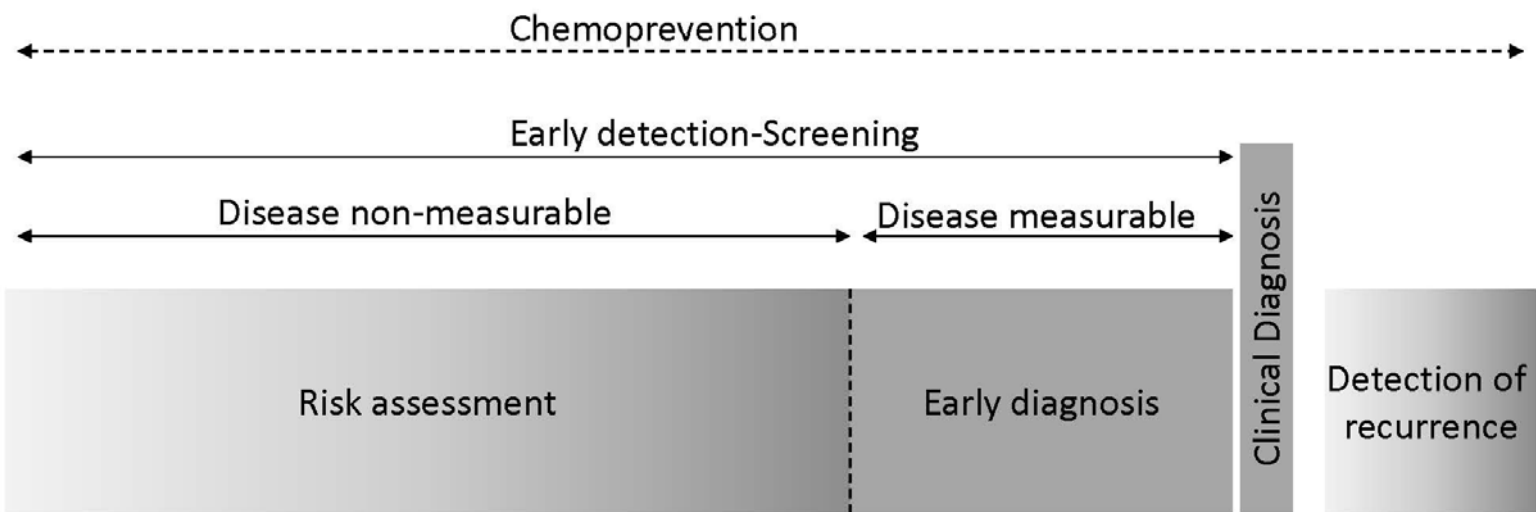 Chemoprevention
Early detection-Screening
Disease non-measurable
Disease measurable
Risk assessment
Early diagnosis
Clinical Diagnosis
Detection of
recurrence